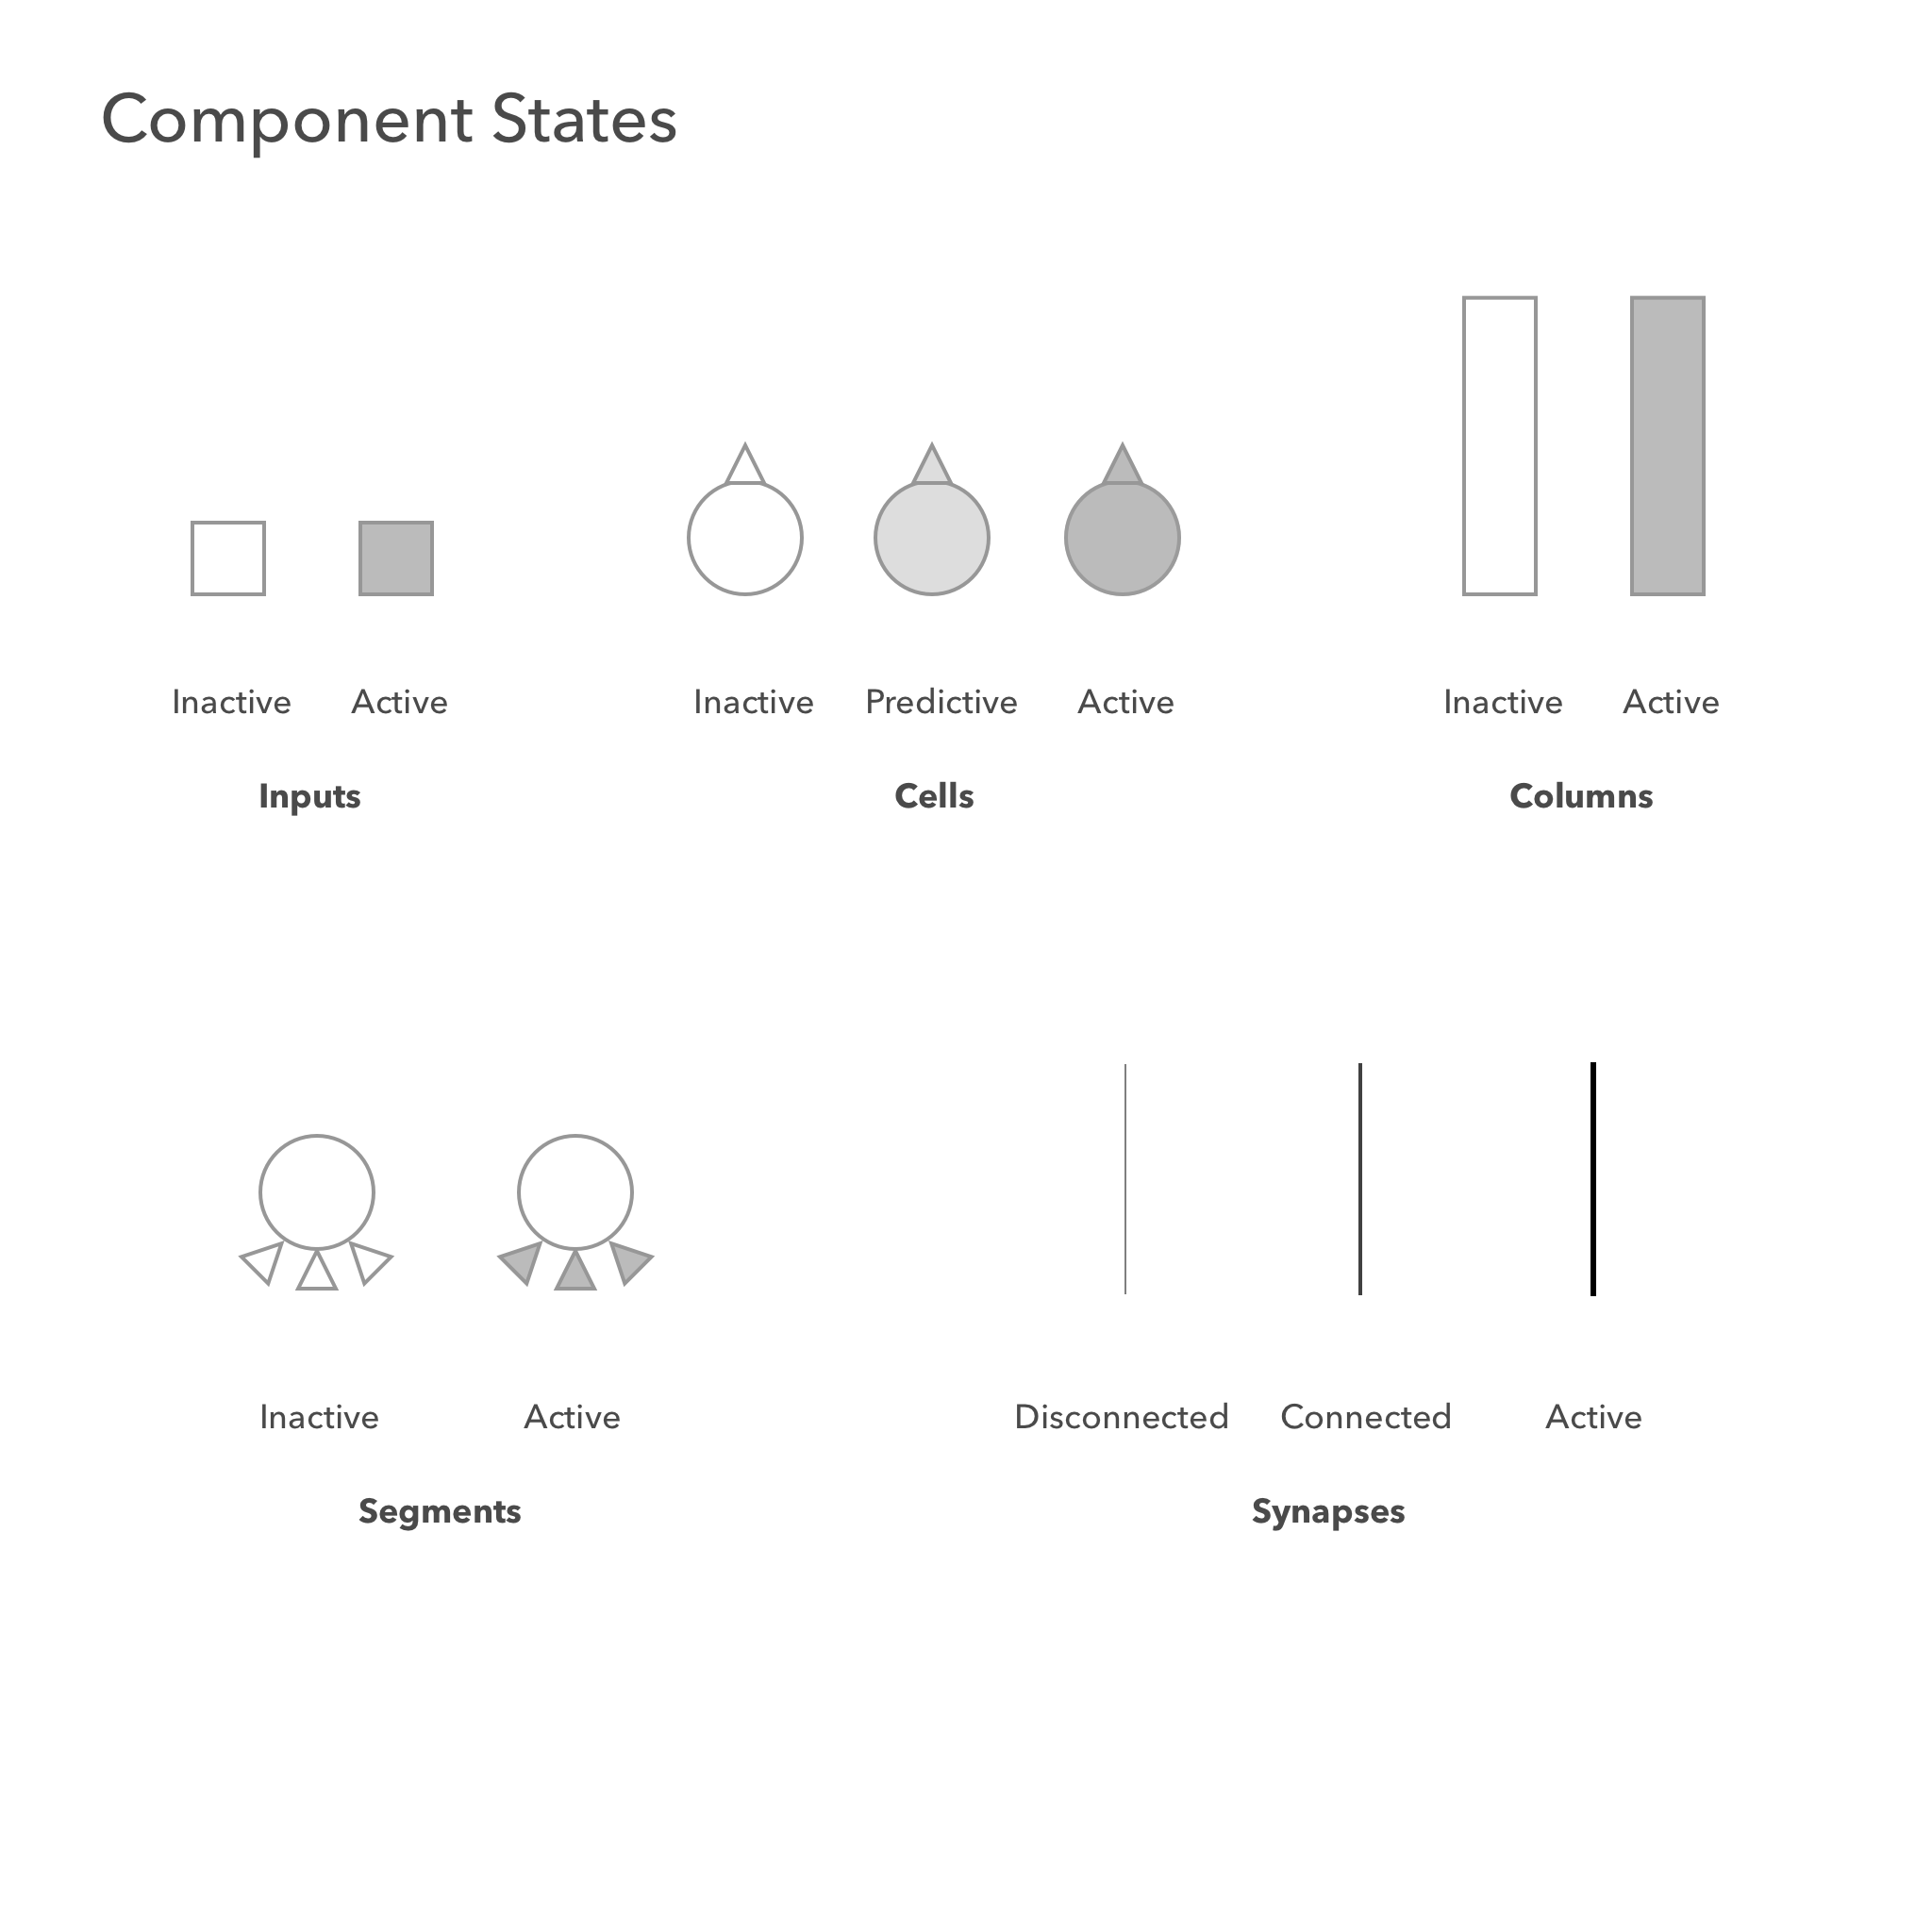 Component States
Inactive Active
Inactive Predictive Active
Inactive Active
Inputs
Cells
Columns
Inactive Active
Disconnected Connected Active
Segments
Synapses